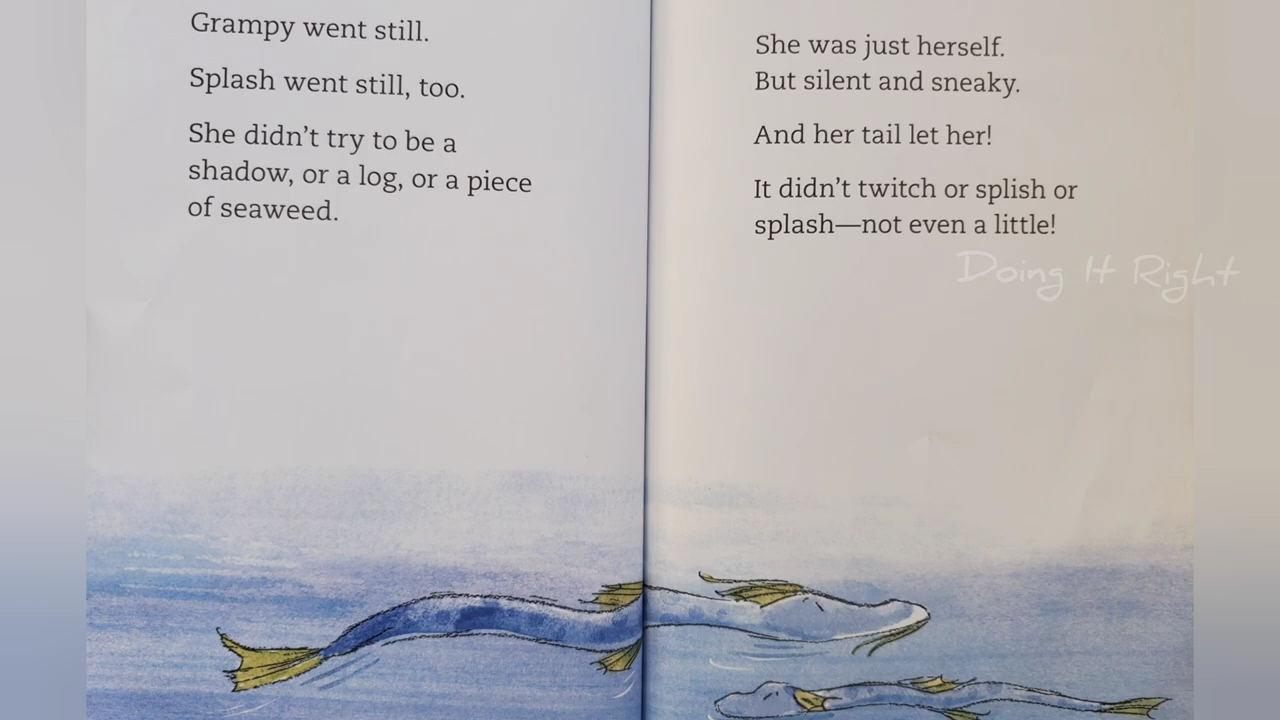 Grampy went still.
Splash went still, too.
She didn't try to be a
shadow, or a log, or a piece
of seaweed.
She was just herself.
But silent and sneaky.
And her tail let her!
It didn't twitch or splish or
splash—not even a little!
Doing It Right